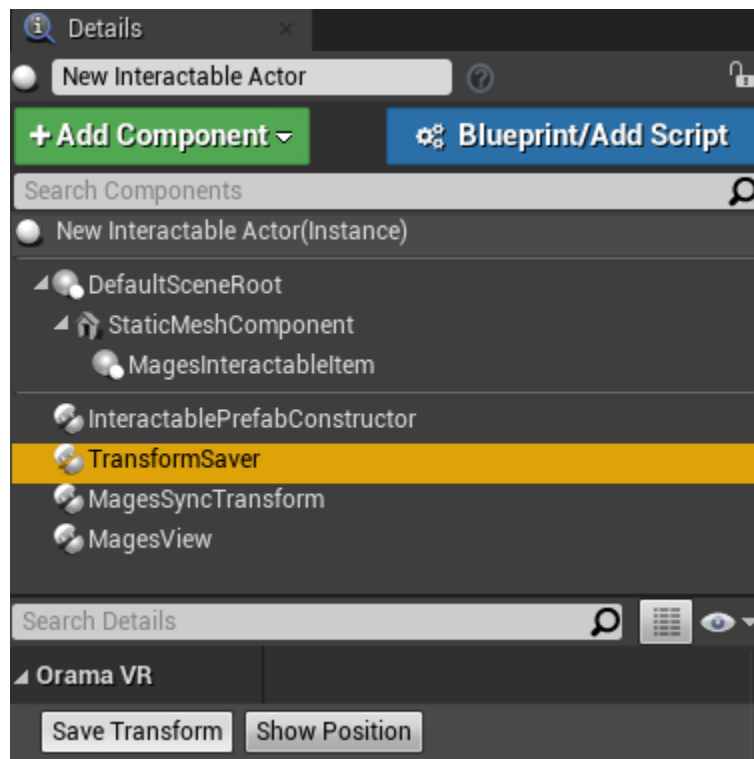 Details
New Interactable Actor
+ Add Component
Blueprint/Add Script
Search Components
New Interactable Actor(Instance)
DefaultSceneRoot
StaticMeshComponent
MagesInteractableItem
InteractablePrefabConstructor
TransformSaver
MagesSyncTransform
MagesView
Search Details
Orama VR
Save Transform
Show Position